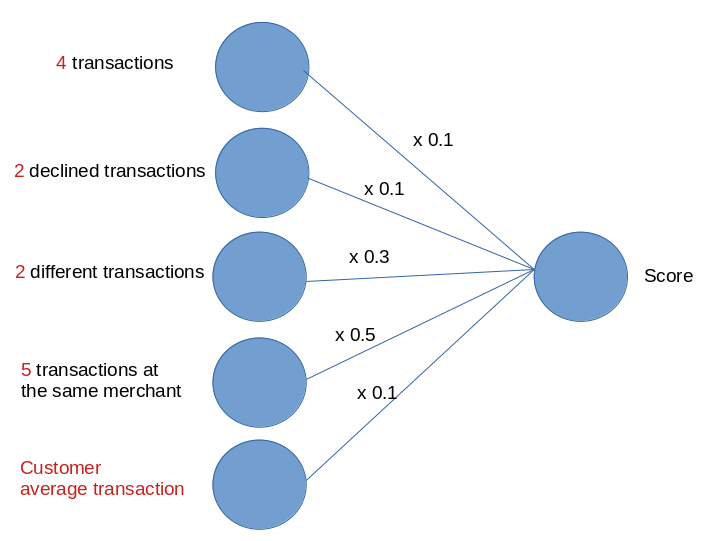 4 transactions
x 0.1
2 declined transactions
x 0.1
2 different transactions
x 0.3
Score
x 0.5
5 transactions at
the same merchant
x 0.1
Customer
average transaction